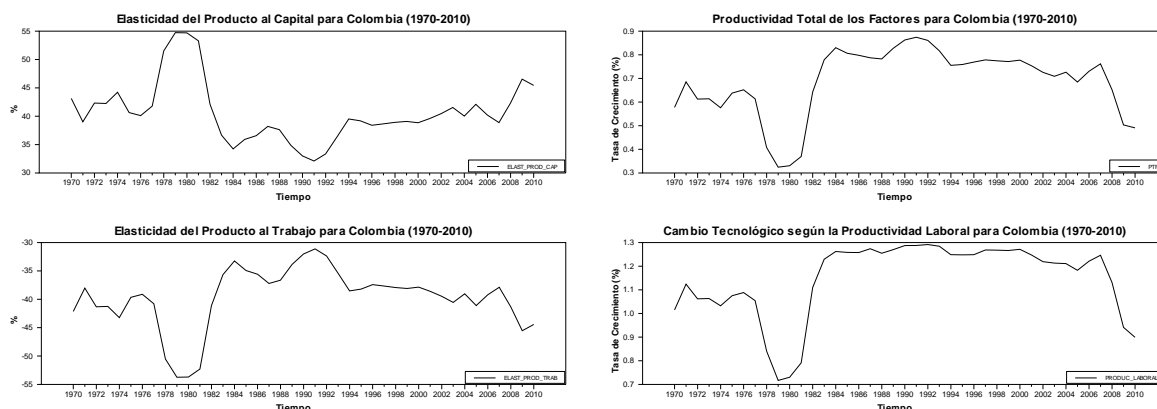 Elasticidad del Producto al Capital para Colombia (1970-2010)
%
55
50
45
40
35
30
ELAST_PROD_CAP
1970 1972 1974 1976 1978 1980 1982 1984 1986 1988 1990 1992 1994 1996 1998 2000 2002 2004 2006 2008 2010
Tiempo
Productividad Total de los Factores para Colombia (1970-2010)
Tasa de Crecimiento (%)
0.9
0.8
0.7
0.6
0.5
0.4
0.3
PTF
1970 1972 1974 1976 1978 1980 1982 1984 1986 1988 1990 1992 1994 1996 1998 2000 2002 2004 2006 2008 2010
Tiempo
Elasticidad del Producto al Trabajo para Colombia (1970-2010)
%
-30
-35
-40
-45
-50
-55
ELAST_PROD_TRAB
1970 1972 1974 1976 1978 1980 1982 1984 1986 1988 1990 1992 1994 1996 1998 2000 2002 2004 2006 2008 2010
Tiempo
Cambio Tecnológico según la Productividad Laboral para Colombia (1970-2010)
Tasa de Crecimiento (%)
1.3
1.2
1.1
1.0
0.9
0.8
0.7
PRODUC_LABORAL
1970 1972 1974 1976 1978 1980 1982 1984 1986 1988 1990 1992 1994 1996 1998 2000 2002 2004 2006 2008 2010
Tiempo